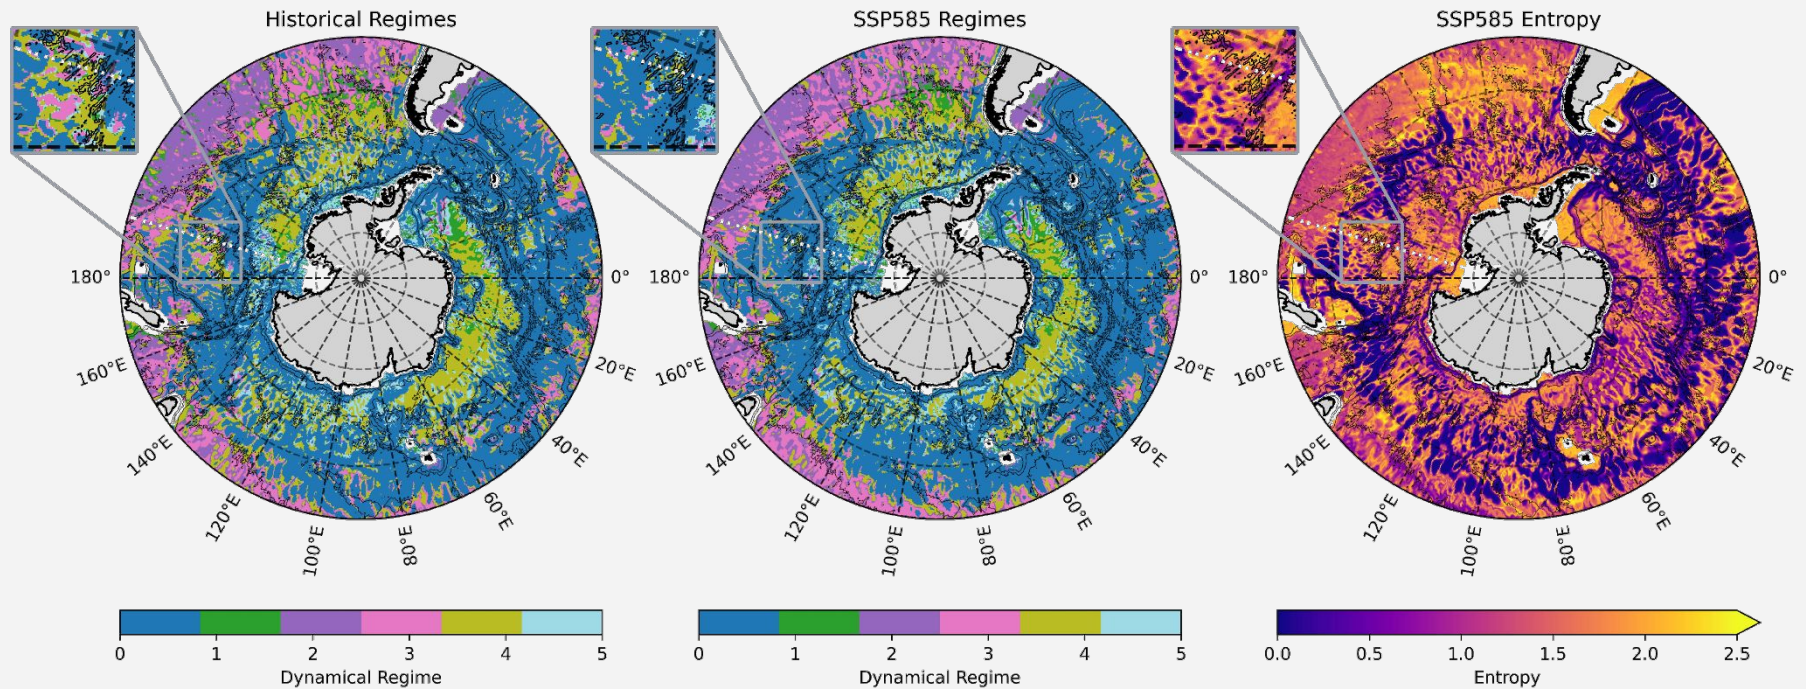 Historical Regimes
180°
0°
160°E
20°E
140°E
40°E
120°E
60°E
100°E
80°E
0 1 2 3 4 5
Dynamical Regime
SSP585 Regimes
180°
0°
160°E
20°E
140°E
40°E
120°E
60°E
100°E
80°E
0 1 2 3 4 5
Dynamical Regime
SSP585 Entropy
180°
0°
160°E
20°E
140°E
40°E
120°E
60°E
100°E
80°E
0.0 0.5 1.0 1.5 2.0 2.5
Entropy